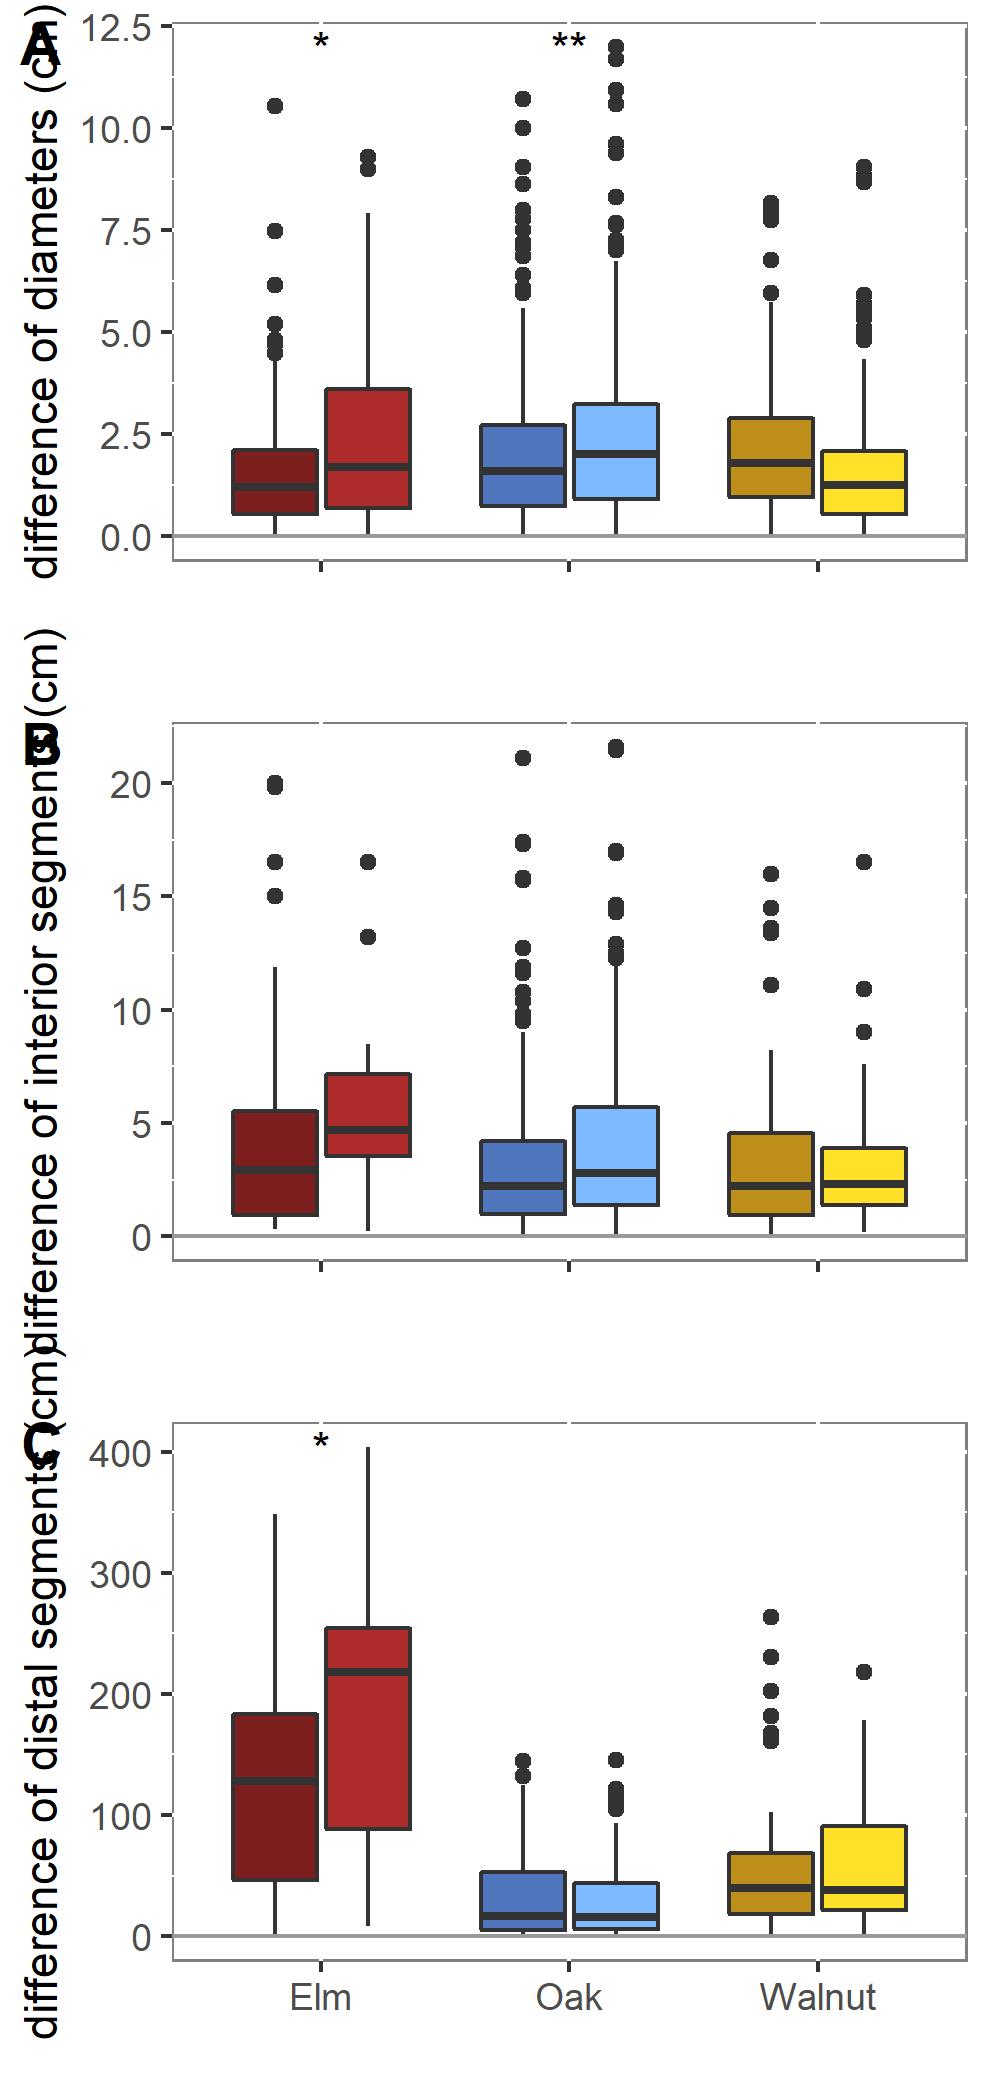 A
difference of diameters (cm)
12.5
10.0
7.5
5.0
2.5
0.0
*
**
B
difference of interior segments (cm)
20
15
10
5
0
C
difference of distal segments (cm)
400
300
200
100
0
*
Elm
Oak
Walnut